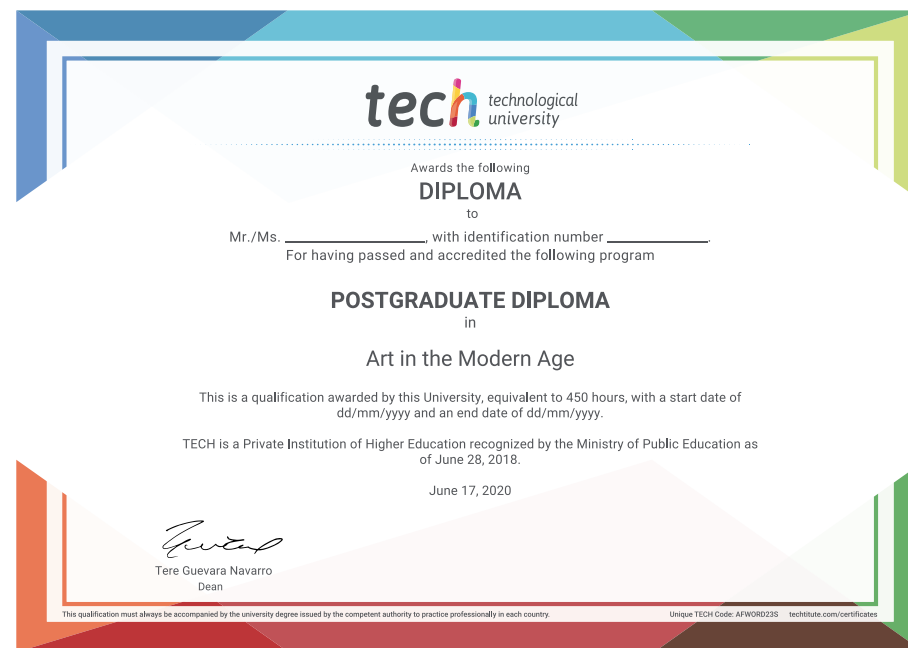 tech technological
university
Awards the following
DIPLOMA
to
Mr./Ms. ____________________, with identification number ______________.
For having passed and accredited the following program
POSTGRADUATE DIPLOMA
in
Art in the Modern Age
This is a qualification awarded by this University, equivalent to 450 hours, with a start date of
dd/mm/yyyy and an end date of dd/mm/yyyy.
TECH is a Private Institution of Higher Education recognized by the Ministry of Public Education as
of June 28, 2018.
June 17, 2020
Tere Guevara Navarro
Dean
This qualification must always be accompanied by the university degree issued by the competent authority to practice professionally in each country. Unique TECH Code: AFWORD23S techtitute.com/certificates